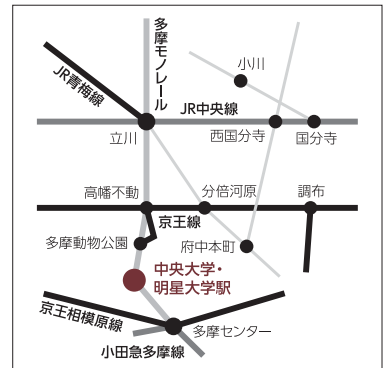 多摩モノレール
小川
JR青梅線
JR中央線
立川
西国分寺
国分寺
高幡不動
分倍河原
調布
京王線
多摩動物公園
府中本町
中央大学・
明星大学駅
京王相模原線
多摩センター
小田急多摩線